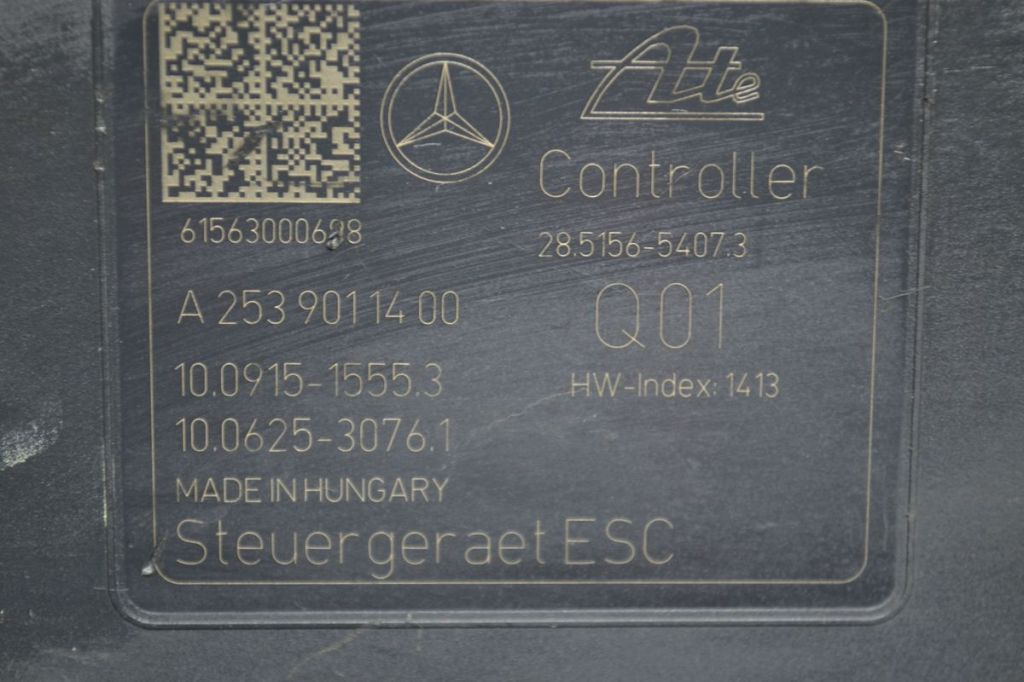 Ate
Controller
61563000698
28.5156-5407.3
A 253 901 14 00
Q01
10.0915-1555.3
HW-Index: 1413
10.0625-3076.1
MADE IN HUNGARY
Steuergeraet ESC